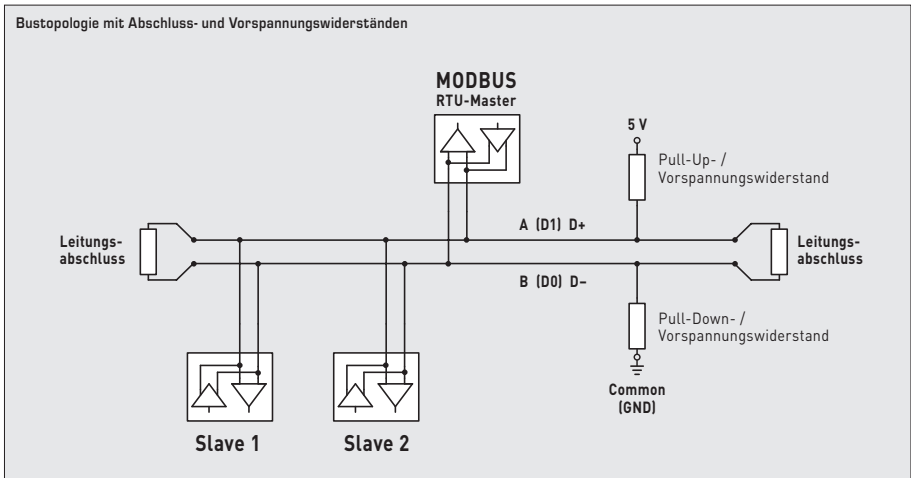 Bustopologie mit Abschluss- und Vorspannungswiderständen
MODBUS
RTU-Master
5 V
Pull-Up- /
Vorspannungswiderstand
A (D1) D+
Leitungs-
abschluss
Leitungs-
abschluss
B (D0) D–
Pull-Down- /
Vorspannungswiderstand
Common
(GND)
Slave 1
Slave 2